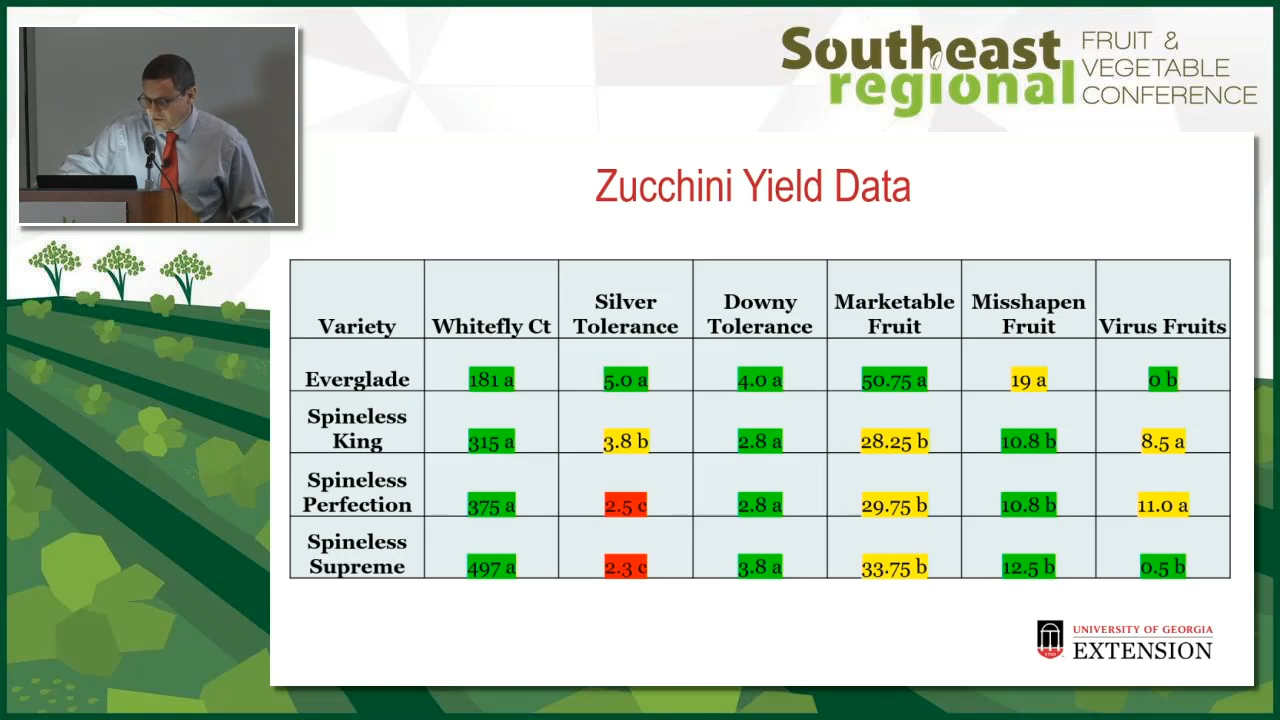 Southeast
regional
FRUIT &
VEGETABLE
CONFERENCE
Zucchini Yield Data
Variety Whitefly Ct Silver Tolerance Downy Tolerance Marketable Fruit Misshapen Fruit Virus Fruits
Everglade 181 a 5.0 a 4.0 a 50.75 a 19 a 0 b
Spineless King 315 a 3.8 b 2.8 a 28.25 b 10.8 b 8.5 a
Spineless Perfection 375 a 2.5 c 2.8 a 29.75 b 10.8 b 11.0 a
Spineless Supreme 497 a 2.3 c 3.8 a 33.75 b 12.5 b 0.5 b
UNIVERSITY OF GEORGIA
EXTENSION